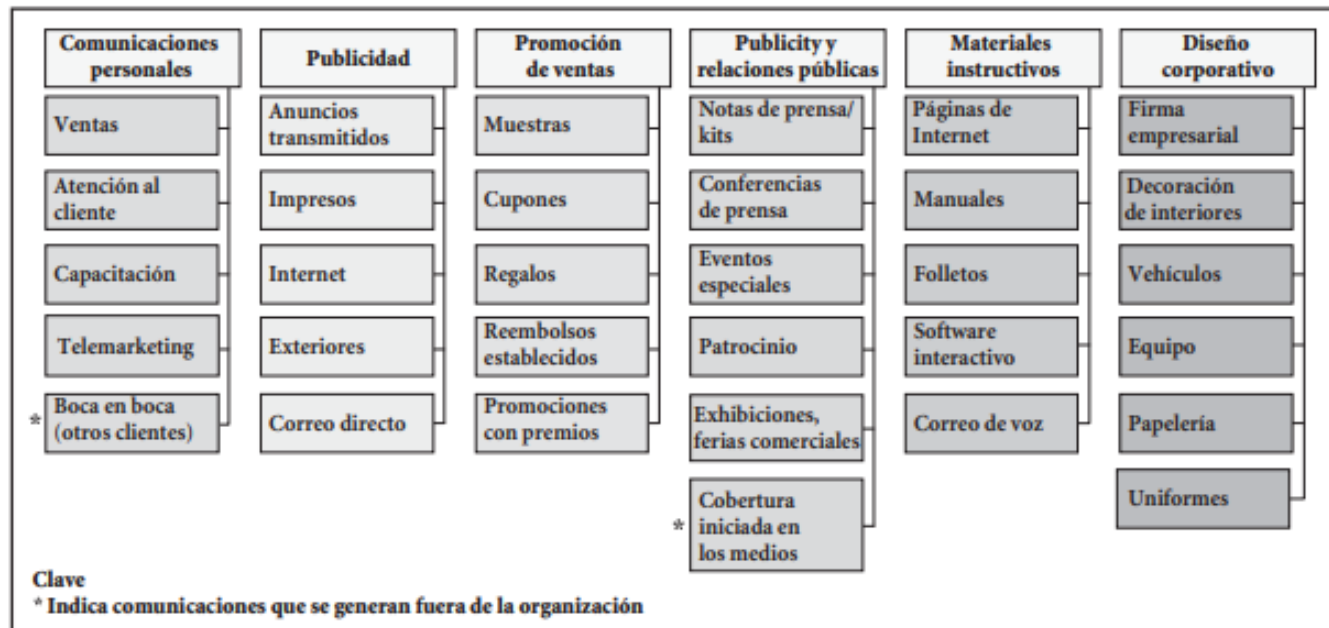 Comunicaciones
personales
Ventas
Atención al
cliente
Capacitación
Telemarketing
* Boca en boca
(otros clientes)
Publicidad
Anuncios
transmitidos
Impresos
Internet
Exteriores
Correo directo
Promoción
de ventas
Muestras
Cupones
Regalos
Reembolsos
establecidos
Promociones
con premios
Publicity y
relaciones públicas
Notas de prensa/
kits
Conferencias
de prensa
Eventos
especiales
Patrocinio
Exhibiciones,
ferias comerciales
* Cobertura
iniciada en
los medios
Materiales
instructivos
Páginas de
Internet
Manuales
Folletos
Software
interactivo
Correo de voz
Diseño
corporativo
Firma
empresarial
Decoración
de interiores
Vehículos
Equipo
Papelería
Uniformes
Clave
* Indica comunicaciones que se generan fuera de la organización